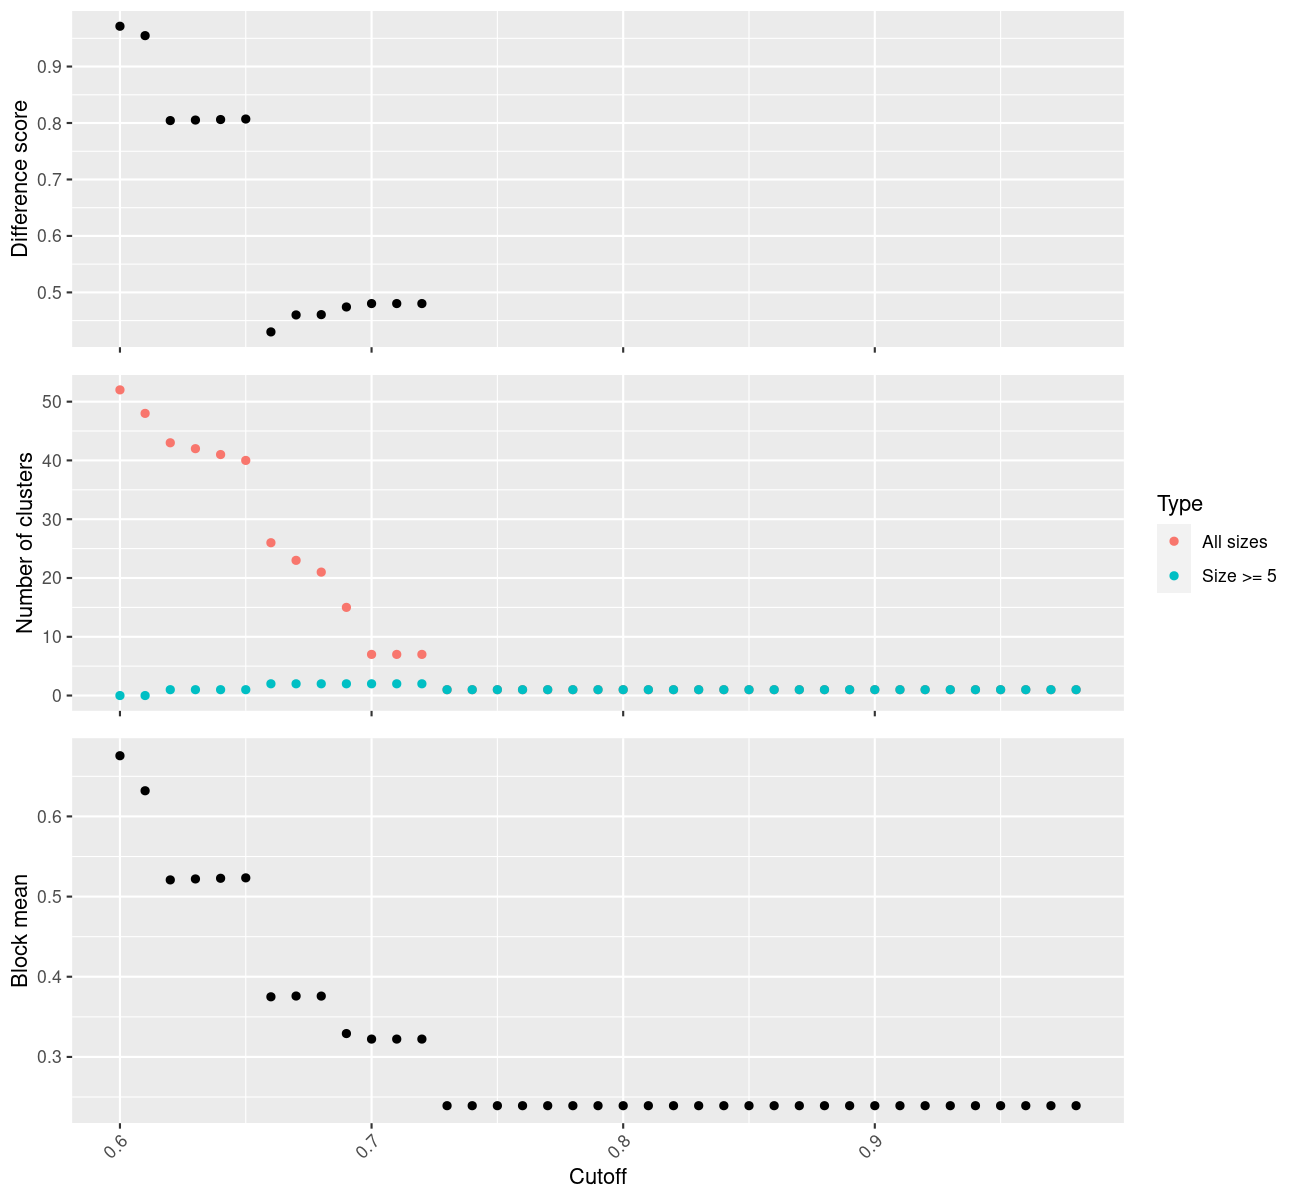 Difference score
0.9
0.8
0.7
0.6
0.5
Number of clusters
50
40
30
20
10
0
Type
All sizes
Size >= 5
Block mean
0.6
0.5
0.4
0.3
0.6
0.7
0.8
0.9
Cutoff